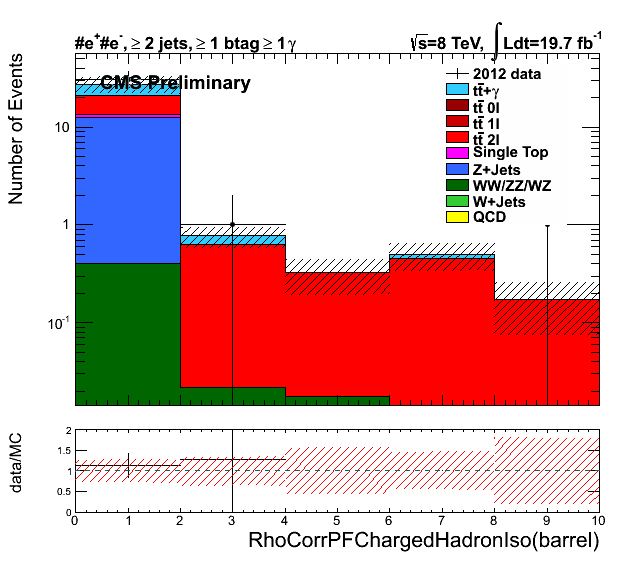 #e⁺#e⁻, ≥ 2 jets, ≥ 1 btag ≥ 1 γ
√s=8 TeV, ∫ Ldt=19.7 fb⁻¹
CMS Preliminary
2012 data
tt̄+γ
tt̄ 0l
tt̄ 1l
tt̄ 2l
Single Top
Z+Jets
WW/ZZ/WZ
W+Jets
QCD
Number of Events
10
1
10⁻¹
data/MC
2
1.5
1
0.5
0
0 1 2 3 4 5 6 7 8 9 10
RhoCorrPFChargedHadronIso(barrel)